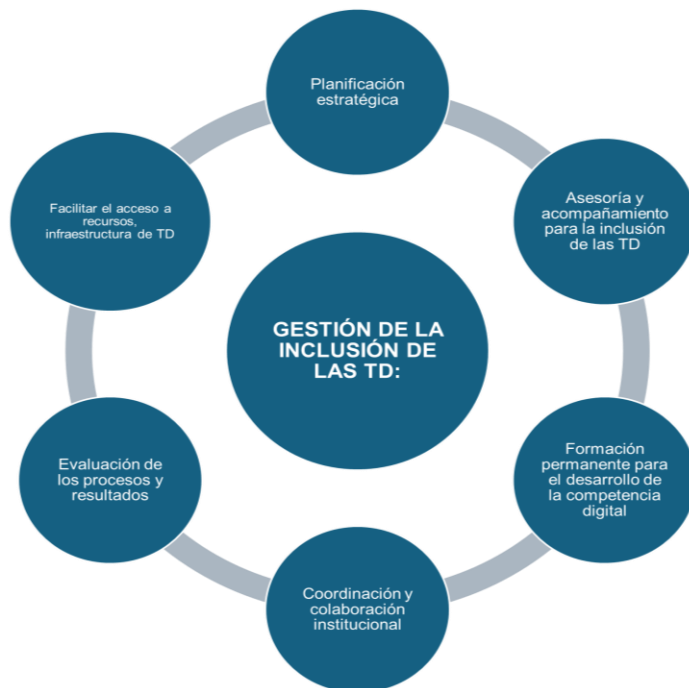 Planificación
estratégica
Asesoría y
acompañamiento
para la inclusión
de las TD
Formación
permanente para
el desarrollo de
la competencia
digital
Coordinación y
colaboración
institucional
Evaluación de
los procesos y
resultados
Facilitar el acceso a
recursos,
infraestructura de TD
GESTIÓN DE LA
INCLUSIÓN DE
LAS TD: